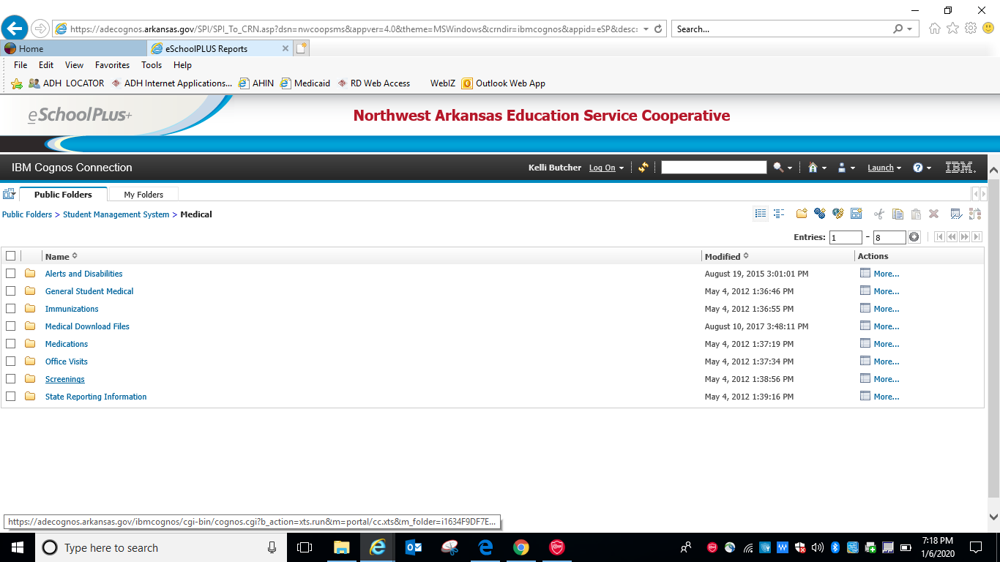 https://adecognos.arkansas.gov/SPI/SPI_To_CRN.asp?dsn=nwcoopsms&appver=4.0&theme=MSWindows&crndir=ibmcognos&appid=eSP&desc= Search...
Home eSchoolPLUS Reports
File Edit View Favorites Tools Help
ADH LOCATOR ADH Internet Applications... AHIN Medicaid RD Web Access WebIZ Outlook Web App
eSchoolPLUS+ Northwest Arkansas Education Service Cooperative
IBM Cognos Connection Kelli Butcher Log On Launch IBM.
Public Folders My Folders
Public Folders > Student Management System > Medical
Entries: 1 - 8
Name Modified Actions
Alerts and Disabilities August 19, 2015 3:01:01 PM More...
General Student Medical May 4, 2012 1:36:46 PM More...
Immunizations May 4, 2012 1:36:55 PM More...
Medical Download Files August 10, 2017 3:48:11 PM More...
Medications May 4, 2012 1:37:19 PM More...
Office Visits May 4, 2012 1:37:34 PM More...
Screenings May 4, 2012 1:38:56 PM More...
State Reporting Information May 4, 2012 1:39:16 PM More...
https://adecognos.arkansas.gov/ibmcognos/cgi-bin/cognos.cgi?b_action=xts.run&m=portal/cc.xts&m_folder=i1634F9DF7E...
Type here to search
7:18 PM
1/6/2020